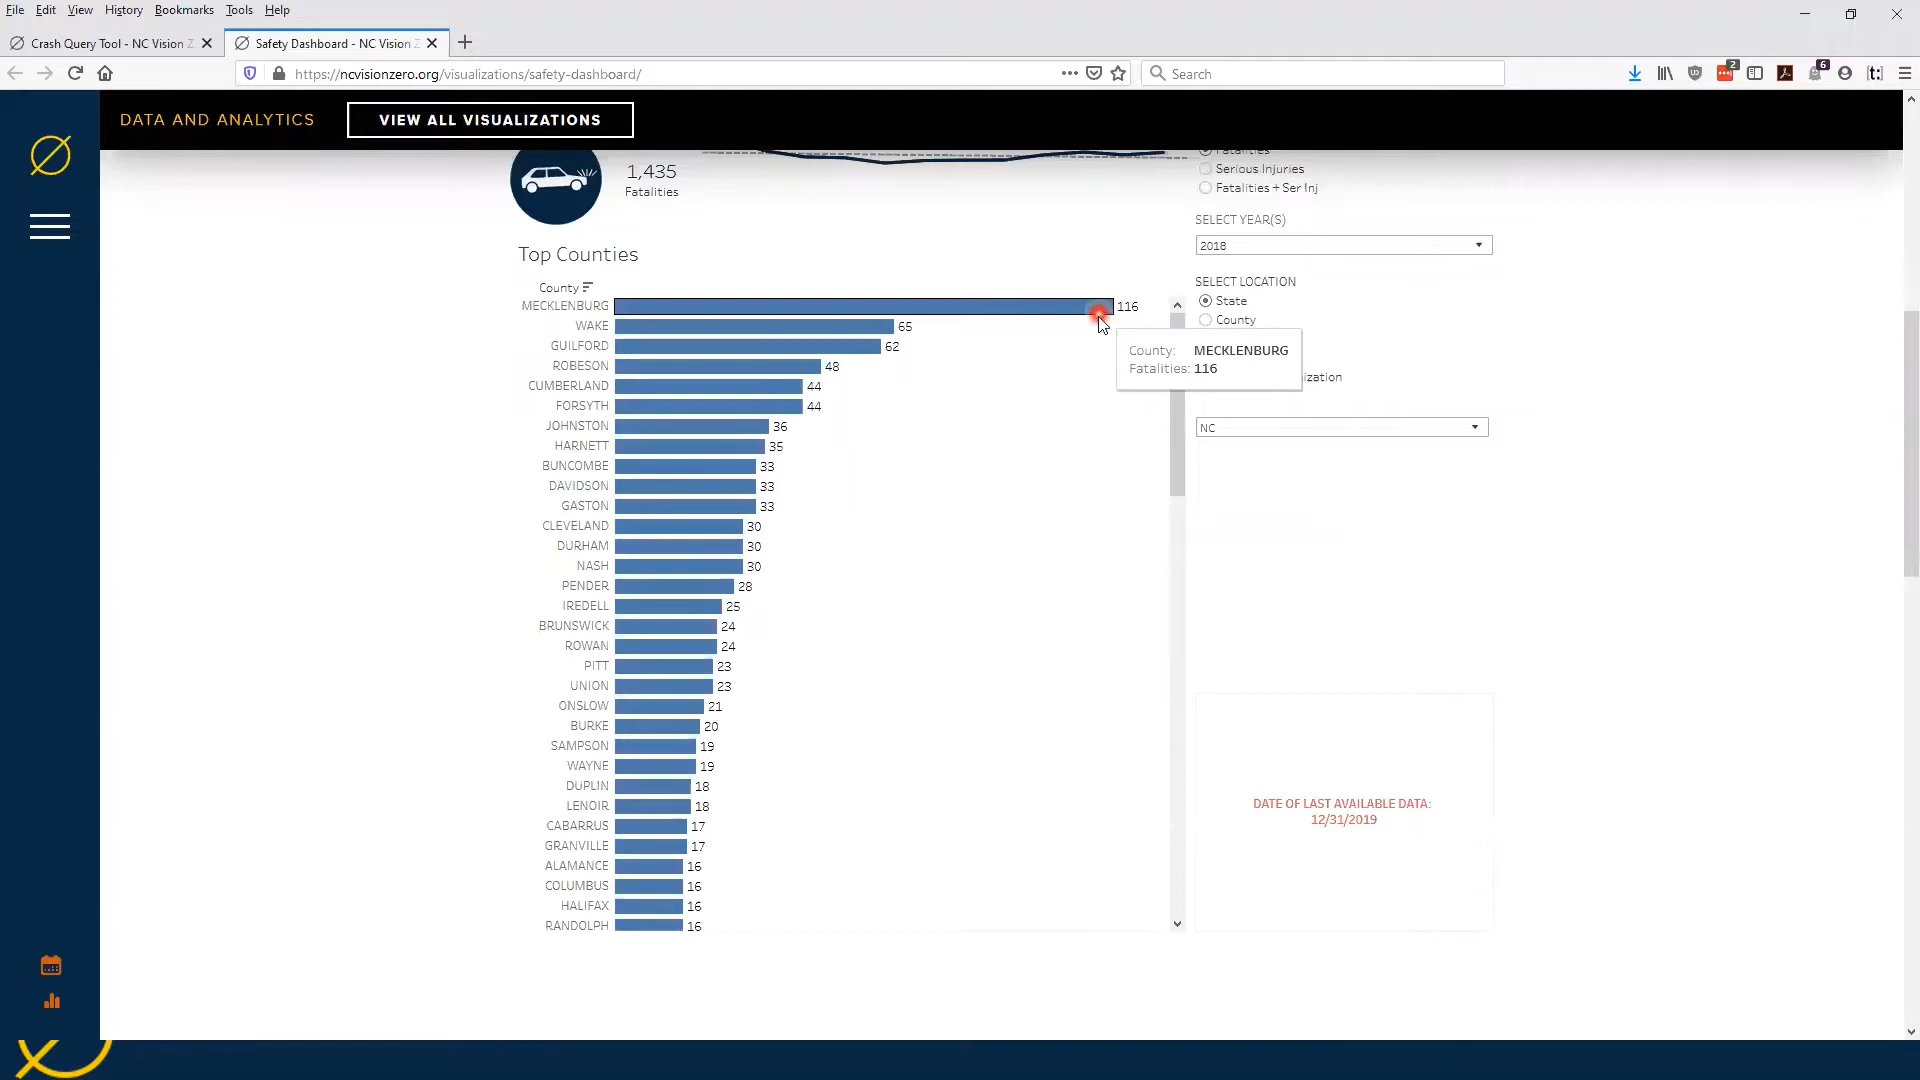 File Edit View History Bookmarks Tools Help
Crash Query Tool - NC Vision Z
Safety Dashboard - NC Vision Z
https://ncvisionzero.org/visualizations/safety-dashboard/
Search
2
6
DATA AND ANALYTICS
VIEW ALL VISUALIZATIONS
1,435
Fatalities
Fatalities
Serious Injuries
Fatalities + Ser Inj
SELECT YEAR(S)
2018
SELECT LOCATION
State
County
ization
NC
Top Counties
County
MECKLENBURG 116
WAKE 65
GUILFORD 62
ROBESON 48
CUMBERLAND 44
FORSYTH 44
JOHNSTON 36
HARNETT 35
BUNCOMBE 33
DAVIDSON 33
GASTON 33
CLEVELAND 30
DURHAM 30
NASH 30
PENDER 28
IREDELL 25
BRUNSWICK 24
ROWAN 24
PITT 23
UNION 23
ONSLOW 21
BURKE 20
SAMPSON 19
WAYNE 19
DUPLIN 18
LENOIR 18
CABARRUS 17
GRANVILLE 17
ALAMANCE 16
COLUMBUS 16
HALIFAX 16
RANDOLPH 16
County: MECKLENBURG
Fatalities: 116
DATE OF LAST AVAILABLE DATA:
12/31/2019